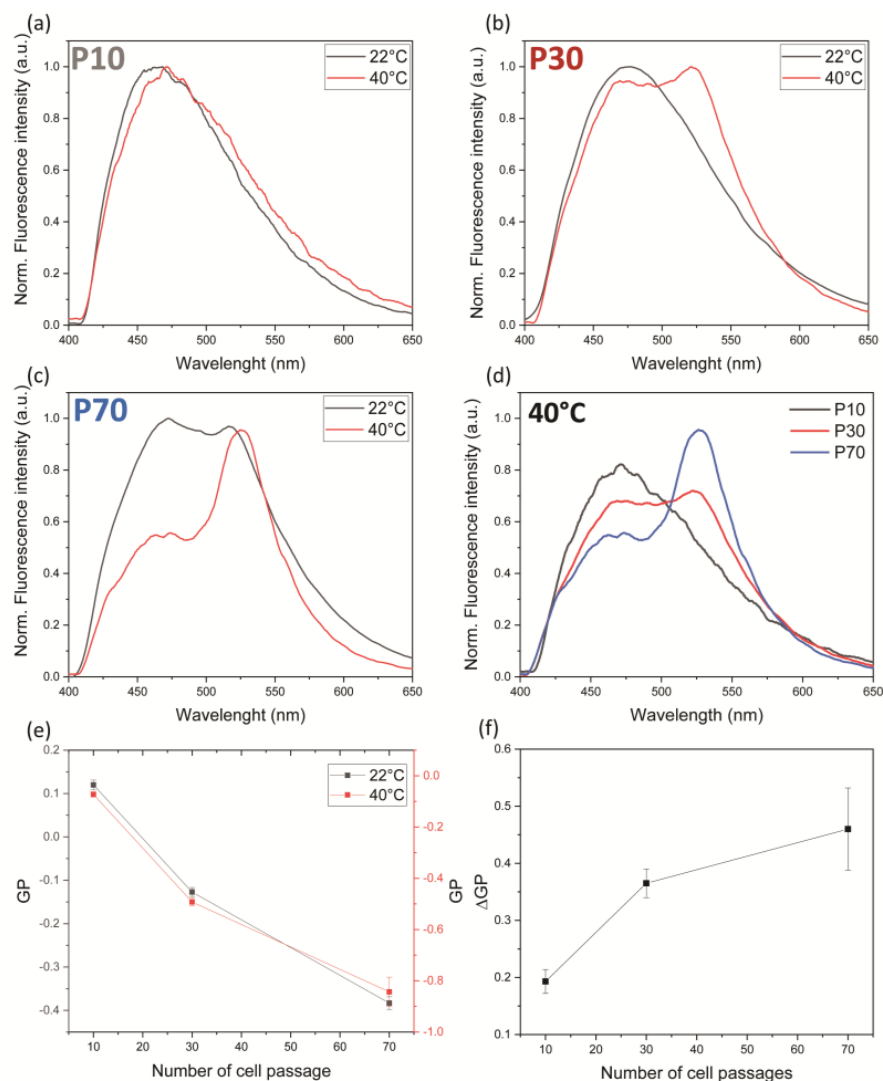 (a)
P10
22°C
40°C
Norm. Fluorescence intensity (a.u.)
1.0
0.8
0.6
0.4
0.2
0.0
400 450 500 550 600 650
Wavelenght (nm)
(b)
P30
22°C
40°C
Norm. Fluorescence intensity (a.u.)
1.0
0.8
0.6
0.4
0.2
0.0
400 450 500 550 600 650
Wavelenght (nm)
(c)
P70
22°C
40°C
Norm. Fluorescence intensity (a.u.)
1.0
0.8
0.6
0.4
0.2
0.0
400 450 500 550 600 650
Wavelenght (nm)
(d)
40°C
P10
P30
P70
Norm. Fluorescence intensity (a.u.)
1.0
0.8
0.6
0.4
0.2
0.0
400 450 500 550 600 650
Wavelength (nm)
(e)
22°C
40°C
GP
0.2
0.1
0.0
-0.1
-0.2
-0.3
-0.4
0.0
-0.2
-0.4
-0.6
-0.8
-1.0
GP
10 20 30 40 50 60 70
Number of cell passage
(f)
ΔGP
0.6
0.5
0.4
0.3
0.2
0.1
10 20 30 40 50 60 70
Number of cell passages